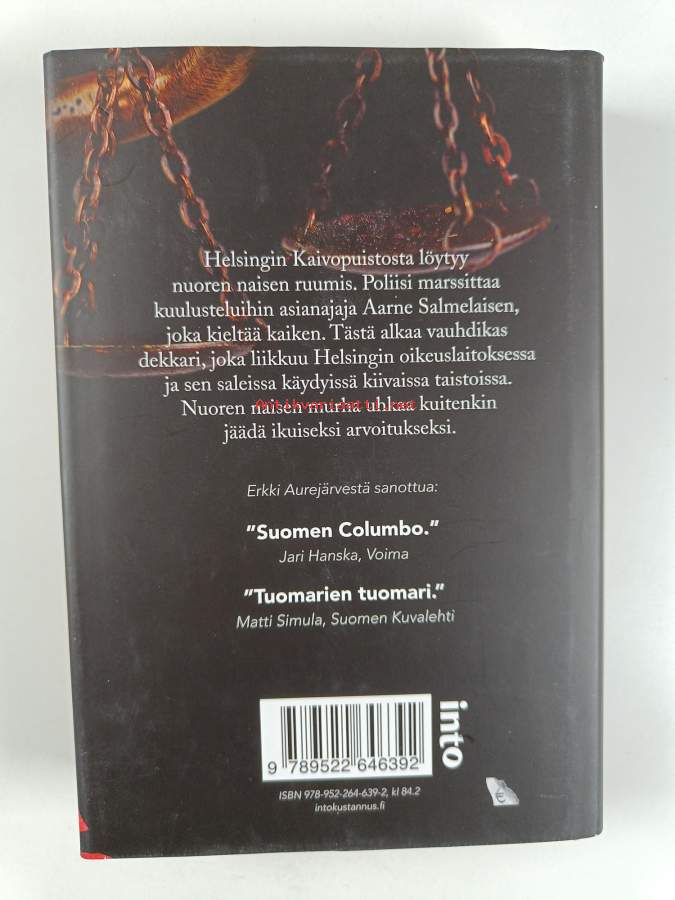 Helsingin Kaivopuistosta löytyy
nuoren naisen ruumis. Poliisi marssittaa
kuulusteluihin asianajaja Aarne Salmelaisen,
joka kieltää kaiken. Tästä alkaa vauhdikas
dekkari, joka liikkuu Helsingin oikeuslaitoksessa
ja sen saleissa käydyissä kiivaissa taistoissa.
Antikvariaatti.net
Nuoren naisen murha uhkaa kuitenkin
jäädä ikuiseksi arvoitukseksi.
Erkki Aurejärvestä sanottua:
”Suomen Columbo.”
Jari Hanska, Voima
”Tuomarien tuomari.”
Matti Simula, Suomen Kuvalehti
into
9 789522 646392
ISBN 978-952-264-639-2, kl 84.2
intokustannus.fi